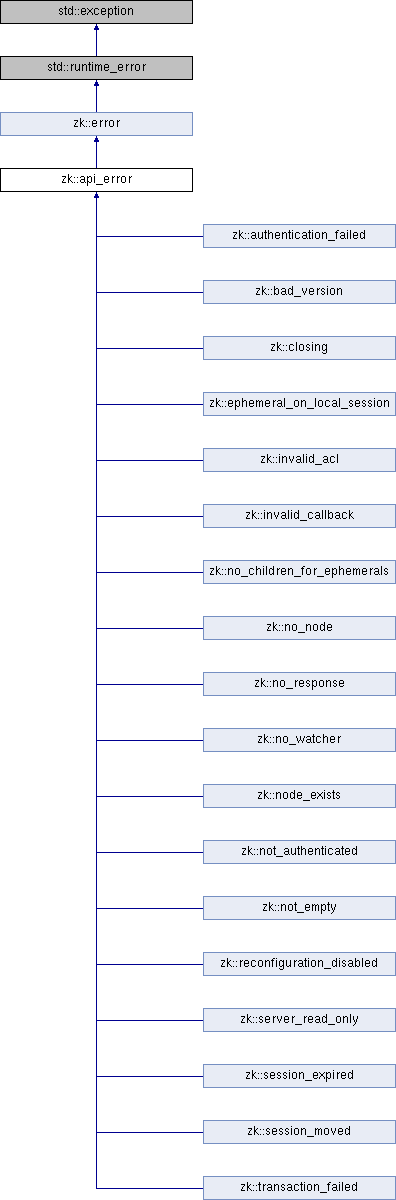 std::exception
std::runtime_error
zk::error
zk::api_error
zk::authentication_failed
zk::bad_version
zk::closing
zk::ephemeral_on_local_session
zk::invalid_acl
zk::invalid_callback
zk::no_children_for_ephemerals
zk::no_node
zk::no_response
zk::no_watcher
zk::node_exists
zk::not_authenticated
zk::not_empty
zk::reconfiguration_disabled
zk::server_read_only
zk::session_expired
zk::session_moved
zk::transaction_failed